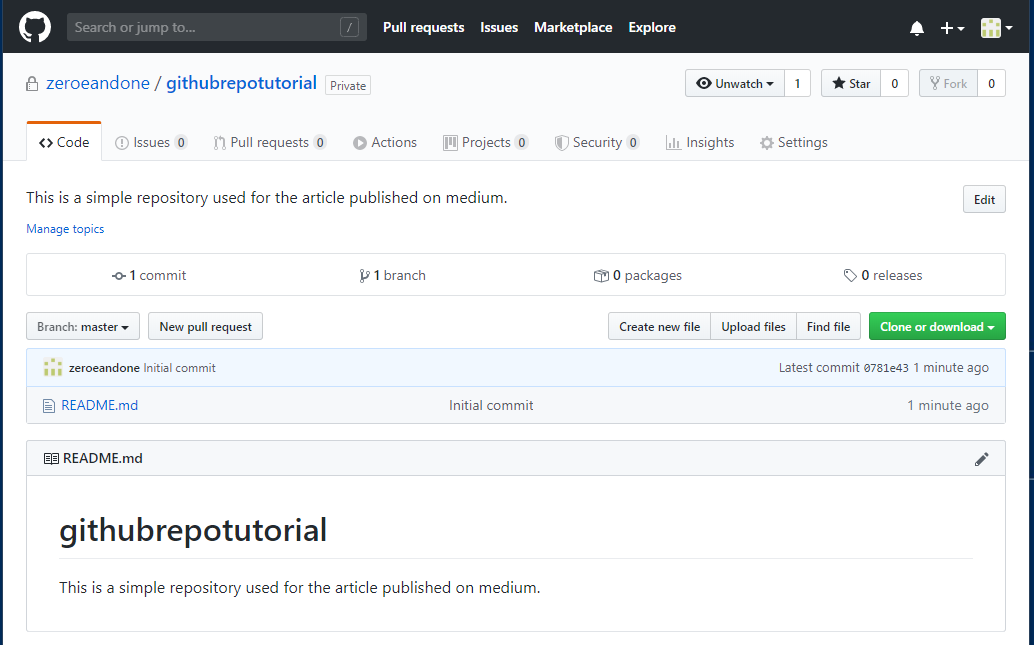 Search or jump to... / Pull requests Issues Marketplace Explore
zeroeandone / githubrepotutorial Private Unwatch 1 Star 0 Fork 0
Code Issues 0 Pull requests 0 Actions Projects 0 Security 0 Insights Settings
This is a simple repository used for the article published on medium. Edit
Manage topics
1 commit 1 branch 0 packages 0 releases
Branch: master New pull request Create new file Upload files Find file Clone or download
zeroeandone Initial commit Latest commit 0781e43 1 minute ago
README.md Initial commit 1 minute ago
README.md
githubrepotutorial
This is a simple repository used for the article published on medium.